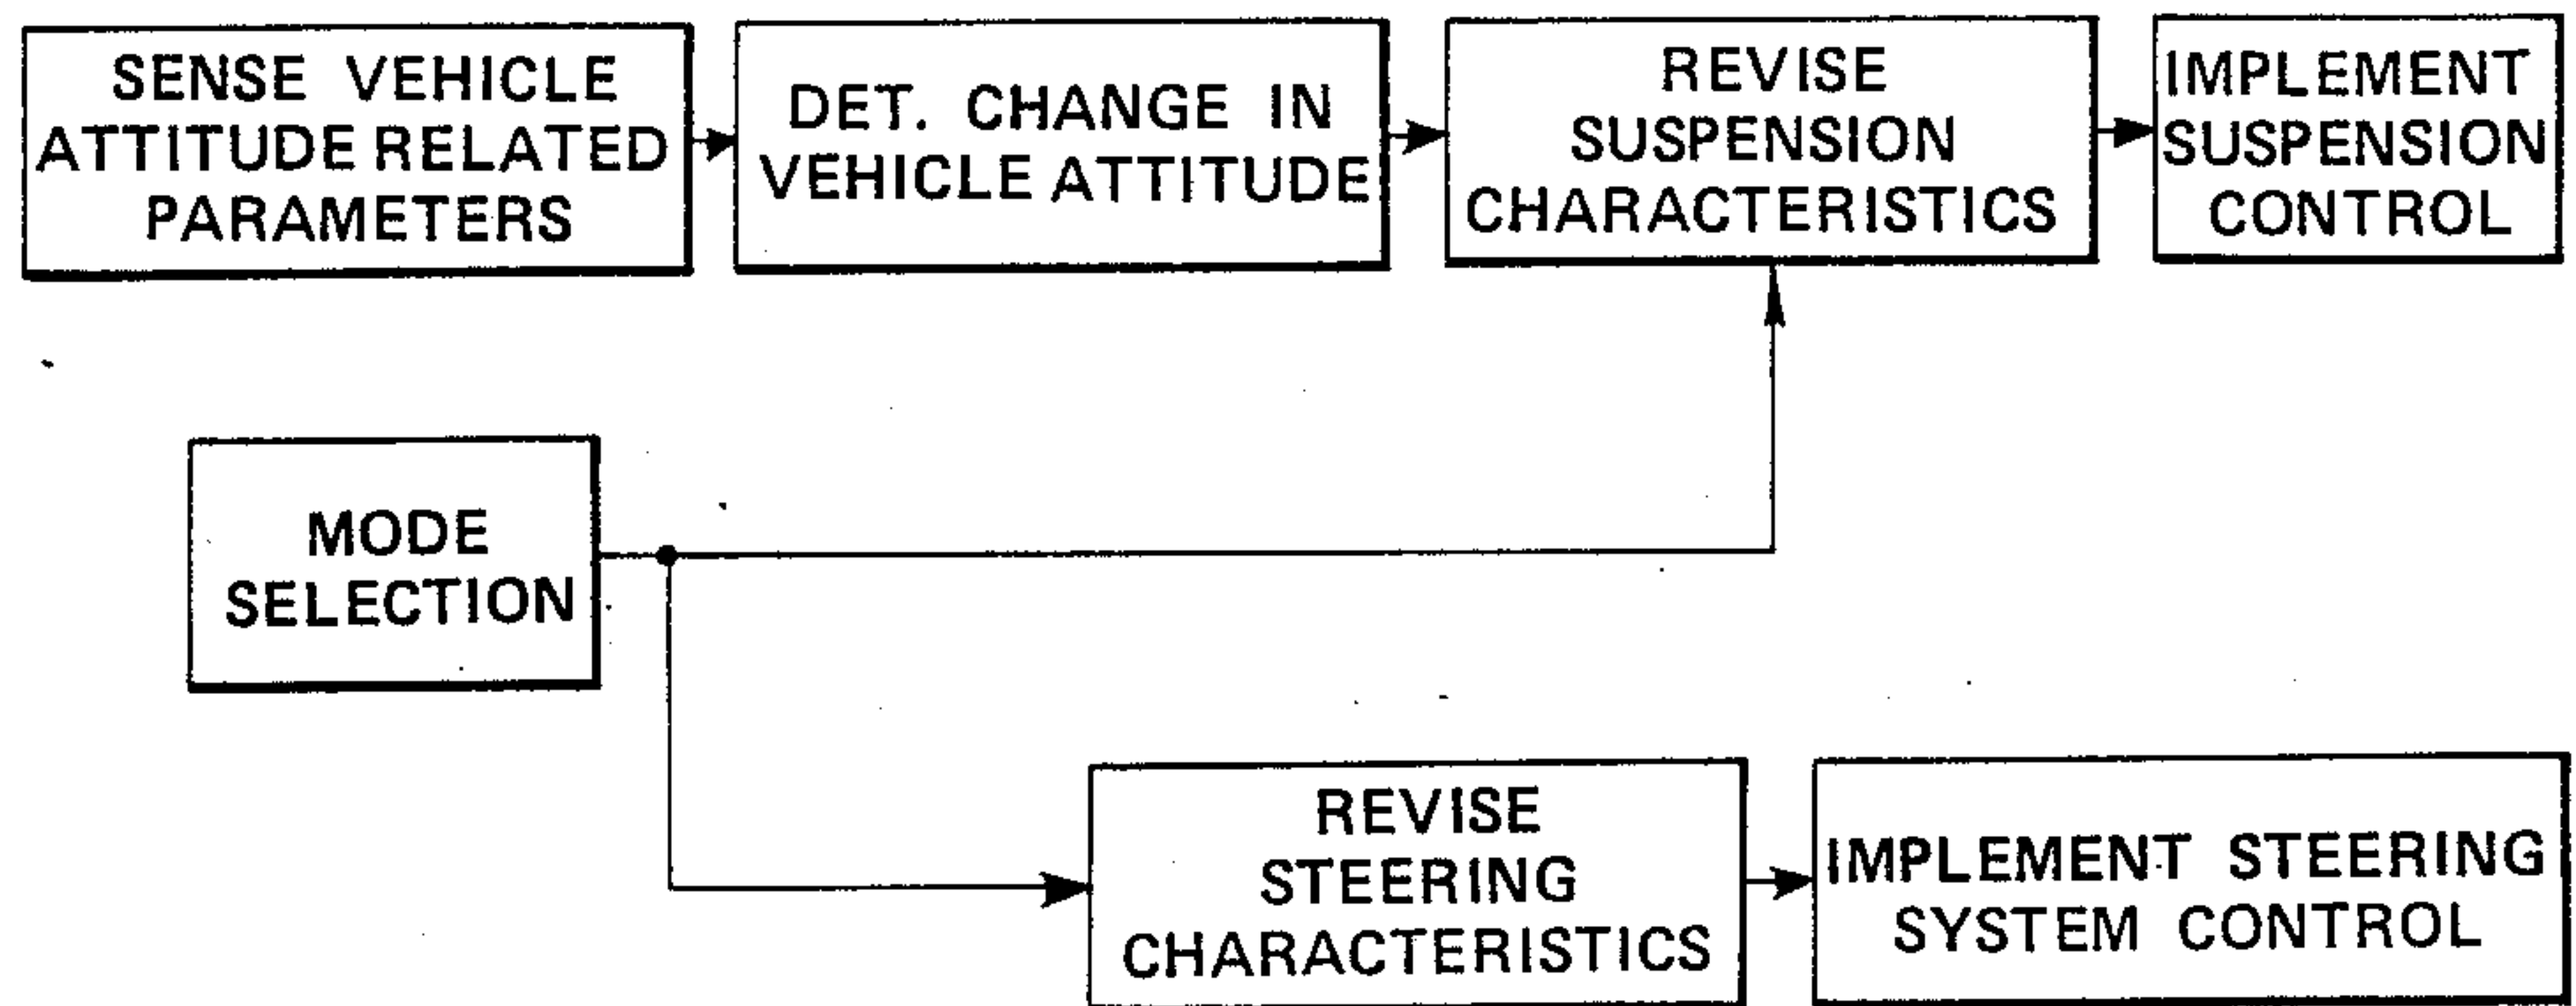 SENSE VEHICLE
ATTITUDE RELATED
PARAMETERS
DET. CHANGE IN
VEHICLE ATTITUDE
REVISE
SUSPENSION
CHARACTERISTICS
IMPLEMENT
SUSPENSION
CONTROL
MODE
SELECTION
REVISE
STEERING
CHARACTERISTICS
IMPLEMENT STEERING
SYSTEM CONTROL